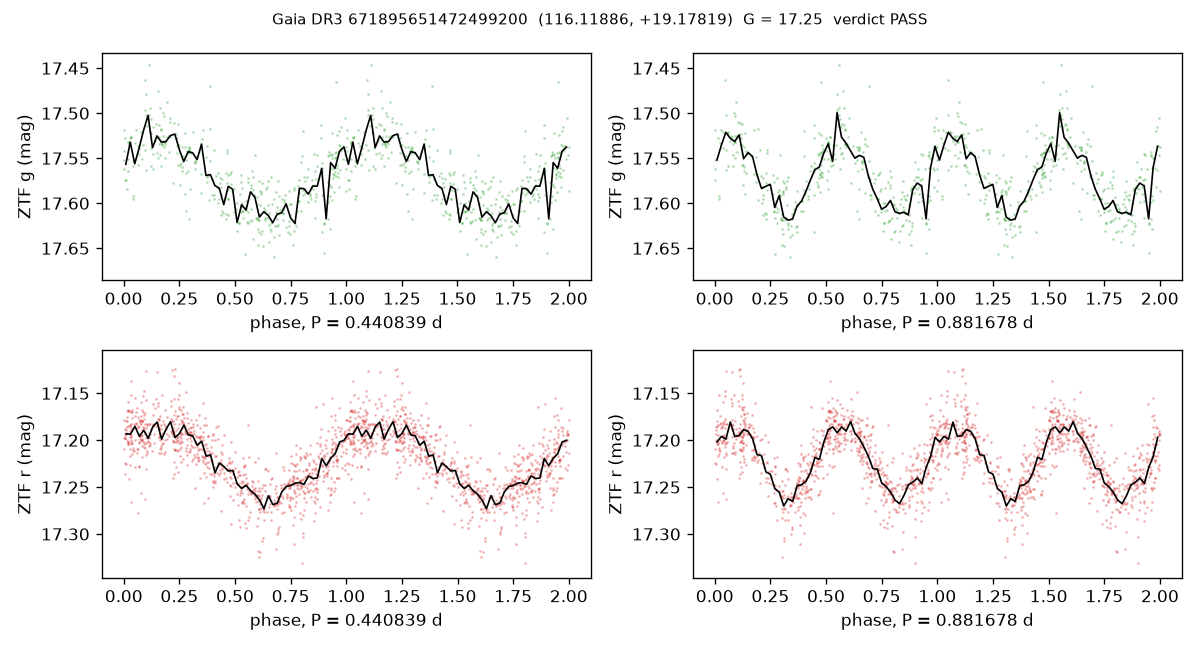 Gaia DR3 671895651472499200 (116.11886, +19.17819) G = 17.25 verdict PASS
ZTF g (mag)
17.45
17.50
17.55
17.60
17.65
0.00 0.25 0.50 0.75 1.00 1.25 1.50 1.75 2.00
phase, P = 0.440839 d
ZTF g (mag)
17.45
17.50
17.55
17.60
17.65
0.00 0.25 0.50 0.75 1.00 1.25 1.50 1.75 2.00
phase, P = 0.881678 d
ZTF r (mag)
17.15
17.20
17.25
17.30
0.00 0.25 0.50 0.75 1.00 1.25 1.50 1.75 2.00
phase, P = 0.440839 d
ZTF r (mag)
17.15
17.20
17.25
17.30
0.00 0.25 0.50 0.75 1.00 1.25 1.50 1.75 2.00
phase, P = 0.881678 d